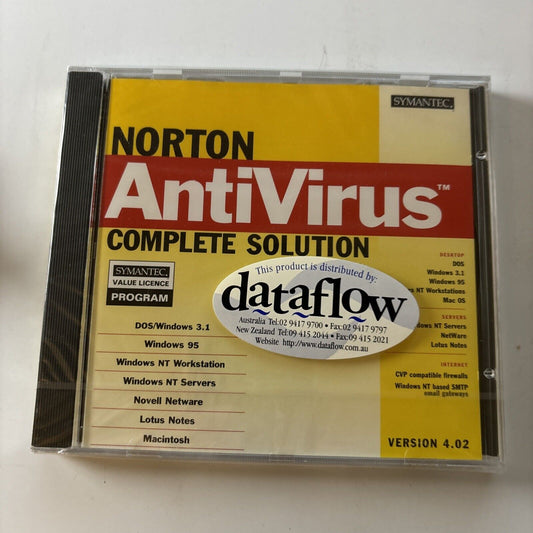 SYMANTEC.
NORTON
AntiVirus™
COMPLETE SOLUTION
SYMANTEC.
VALUE LICENCE
PROGRAM
DOS/Windows 3.1
Windows 95
Windows NT Workstation
Windows NT Servers
Novell Netware
Lotus Notes
Macintosh
This product is distributed by:
dataflow
Australia Tel:02 9417 9700 • Fax:02 9417 9797
New Zealand Tel:09 415 2044 • Fax:09 415 2021
Website http://www.dataflow.com.au
DESKTOP
DOS
Windows 3.1
Windows 95
NT Workstations
Mac OS
SERVERS
NT Servers
NetWare
Lotus Notes
INTERNET
CVP compatible firewalls
Windows NT based SMTP
email gateways
VERSION 4.02